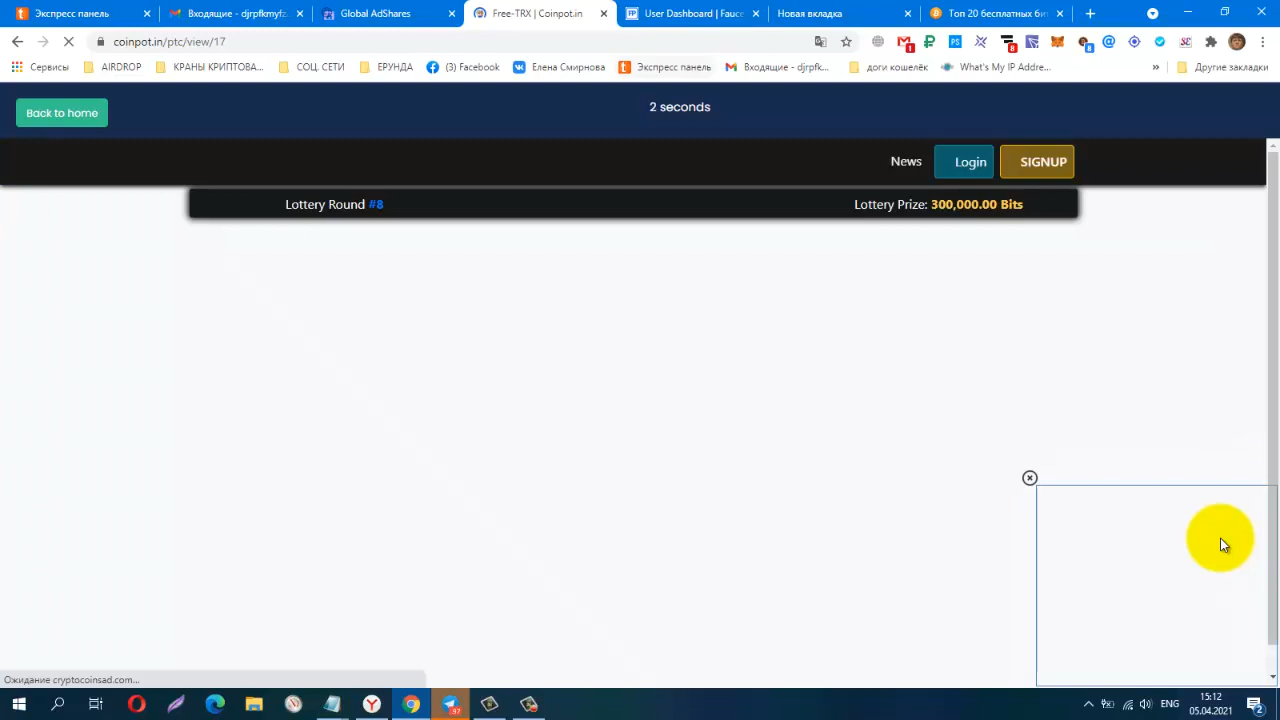 Экспресс панель
Входящие - djrpfkmyfz
Global AdShares
Free-TRX | Coinpot.in
User Dashboard | Fauce
Новая вкладка
Топ 20 бесплатных бит
coinpot.in/ptc/view/17
Сервисы
AIRDROP
КРАНЫ КРИПТОВА...
СОЦ. СЕТИ
ЕРУНДА
(3) Facebook
Елена Смирнова
Экспресс панель
Входящие - djrpfk...
доги кошелёк
What's My IP Addre...
»
Другие закладки
Back to home
2 seconds
News
Login
SIGNUP
Lottery Round #8
Lottery Prize: 300,000.00 Bits
Ожидание cryptocoinsad.com...
97
ENG
15:12
05.04.2021
2